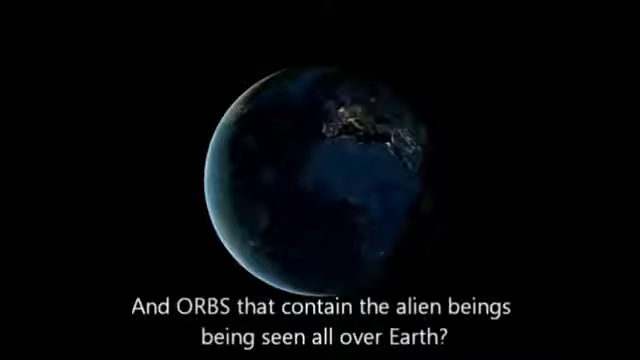 And ORBS that contain the alien beings
being seen all over Earth?